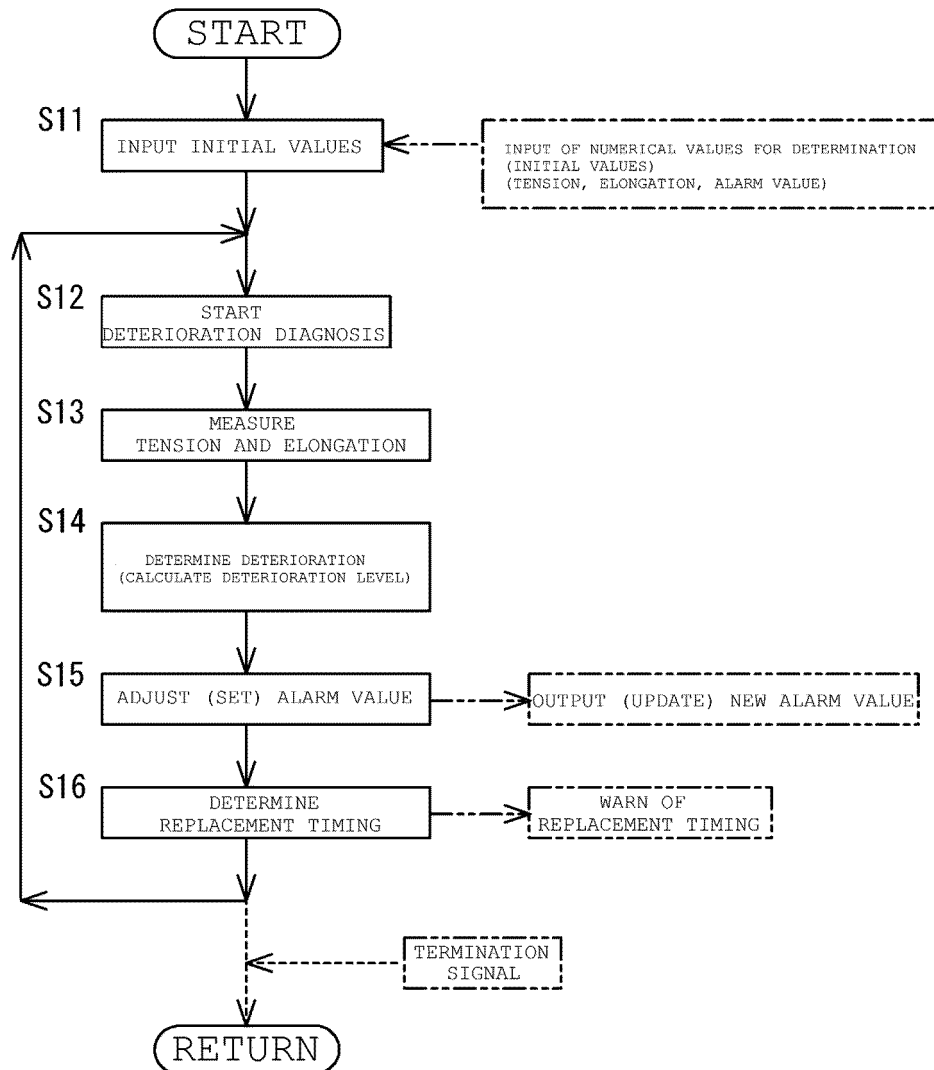 START
S11
INPUT INITIAL VALUES
INPUT OF NUMERICAL VALUES FOR DETERMINATION
(INITIAL VALUES)
(TENSION, ELONGATION, ALARM VALUE)
S12
START
DETERIORATION DIAGNOSIS
S13
MEASURE
TENSION AND ELONGATION
S14
DETERMINE DETERIORATION
(CALCULATE DETERIORATION LEVEL)
S15
ADJUST (SET) ALARM VALUE
OUTPUT (UPDATE) NEW ALARM VALUE
S16
DETERMINE
REPLACEMENT TIMING
WARN OF
REPLACEMENT TIMING
TERMINATION
SIGNAL
RETURN